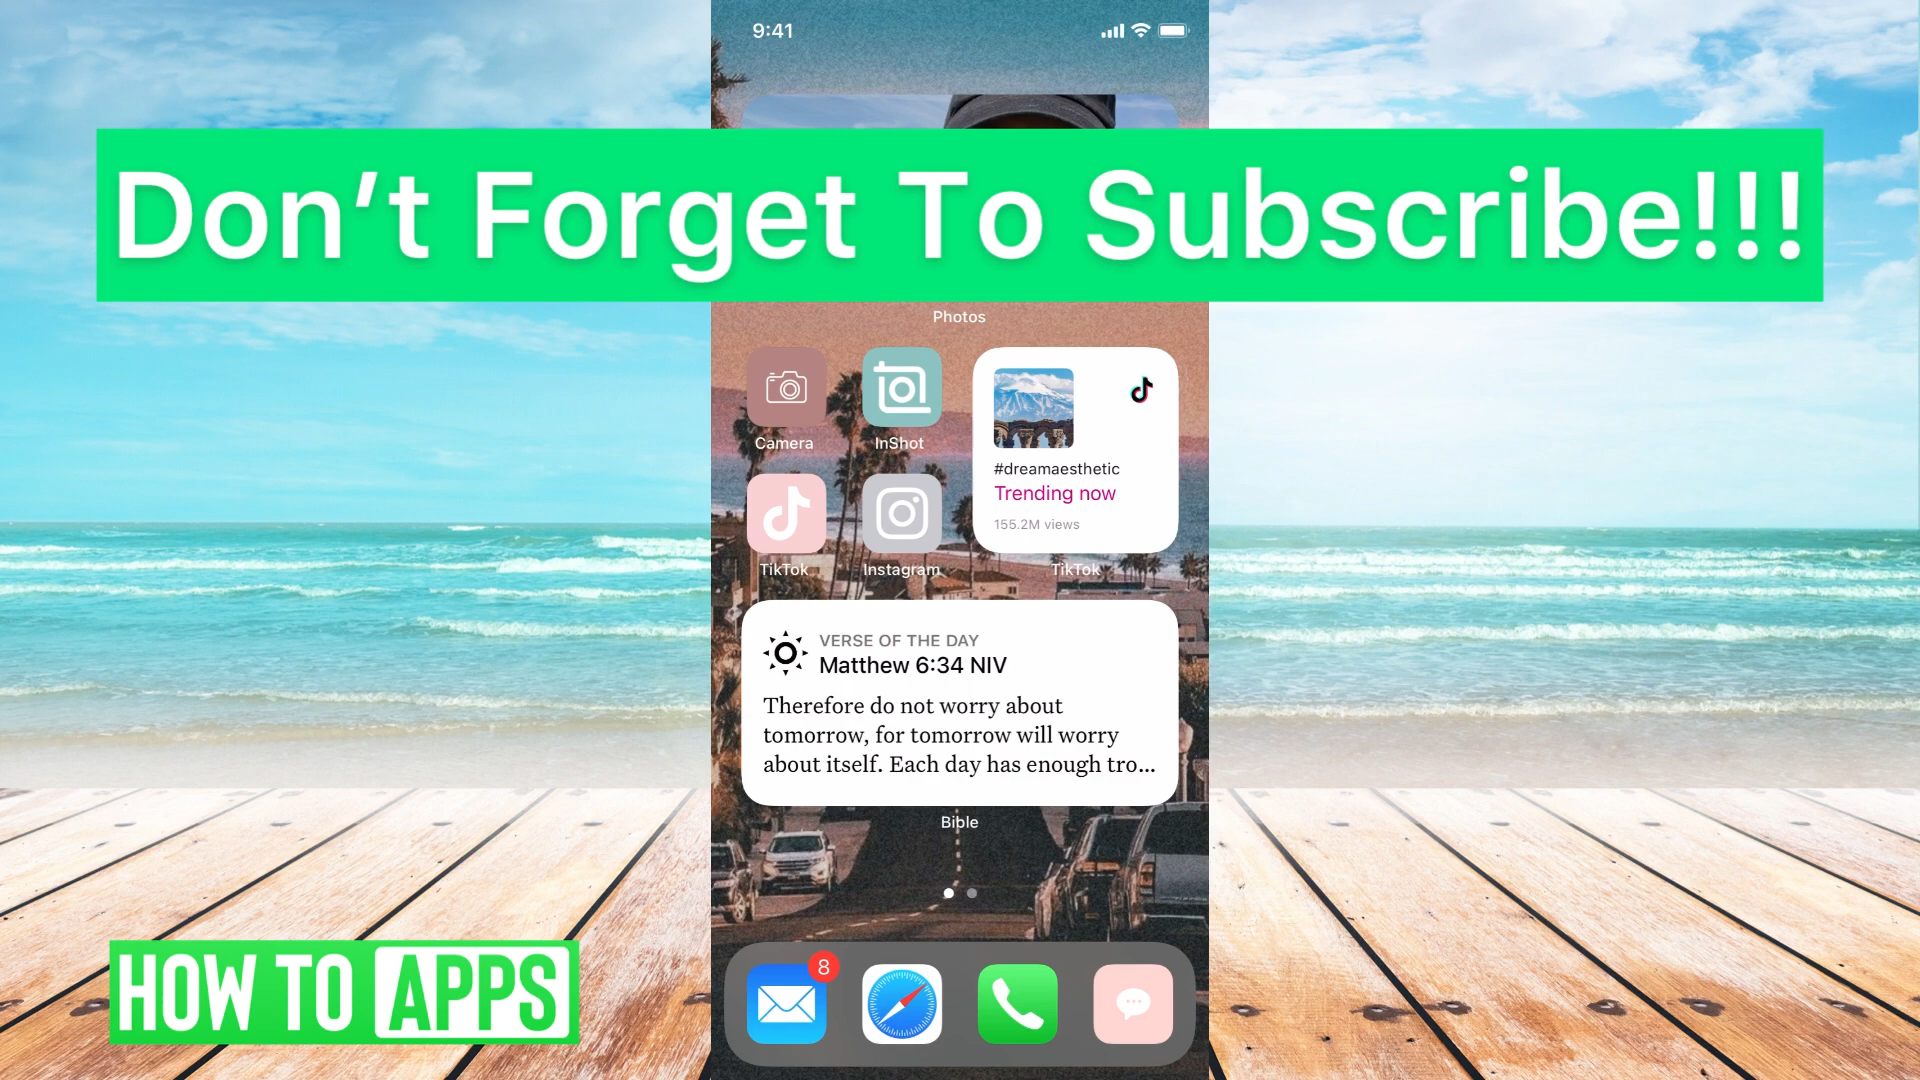 9:41
Don’t Forget To Subscribe!!!
Photos
Camera
InShot
#dreamaesthetic
Trending now
155.2M views
TikTok
Instagram
TikTok
VERSE OF THE DAY
Matthew 6:34 NIV
Therefore do not worry about
tomorrow, for tomorrow will worry
about itself. Each day has enough tro...
Bible
8
HOW TO APPS